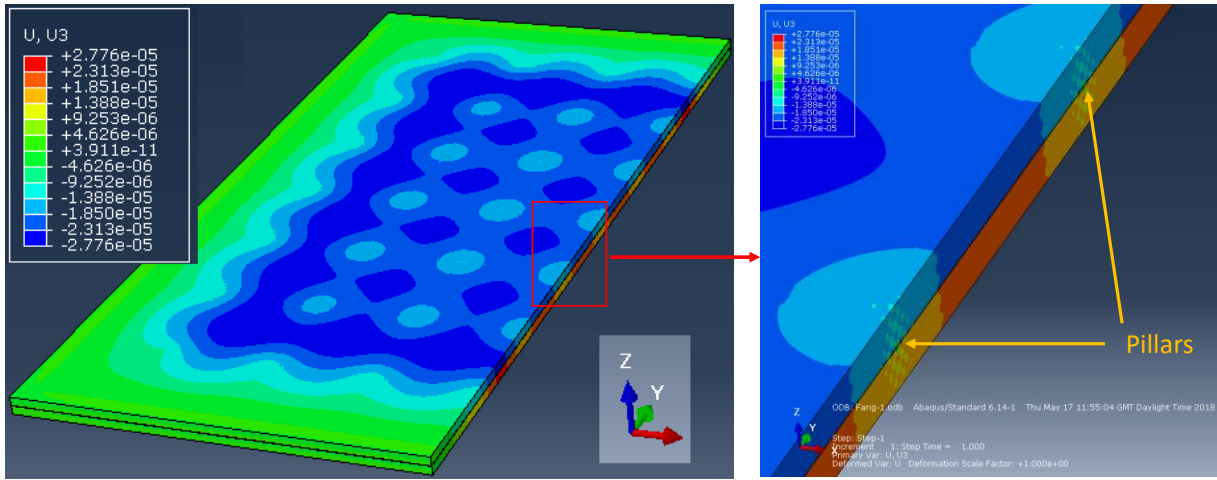 U, U3
+2.776e-05
+2.313e-05
+1.851e-05
+1.388e-05
+9.253e-06
+4.626e-06
+3.911e-11
-4.626e-06
-9.252e-06
-1.388e-05
-1.850e-05
-2.313e-05
-2.776e-05
Z
Y
U, U3
+2.776e-05
+2.313e-05
+1.851e-05
+1.388e-05
+9.253e-06
+4.626e-06
+3.911e-11
-4.626e-06
-9.252e-06
-1.388e-05
-1.850e-05
-2.313e-05
-2.776e-05
Pillars
ODB: Fang-1.odb Abaqus/Standard 6.14-1 Thu May 17 11:55:04 GMT Daylight Time 2018
Z
Y
X
Step: Step-1
Increment 1: Step Time = 1.000
Primary Var: U, U3
Deformed Var: U Deformation Scale Factor: +1.000e+00